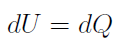 dU = dQ